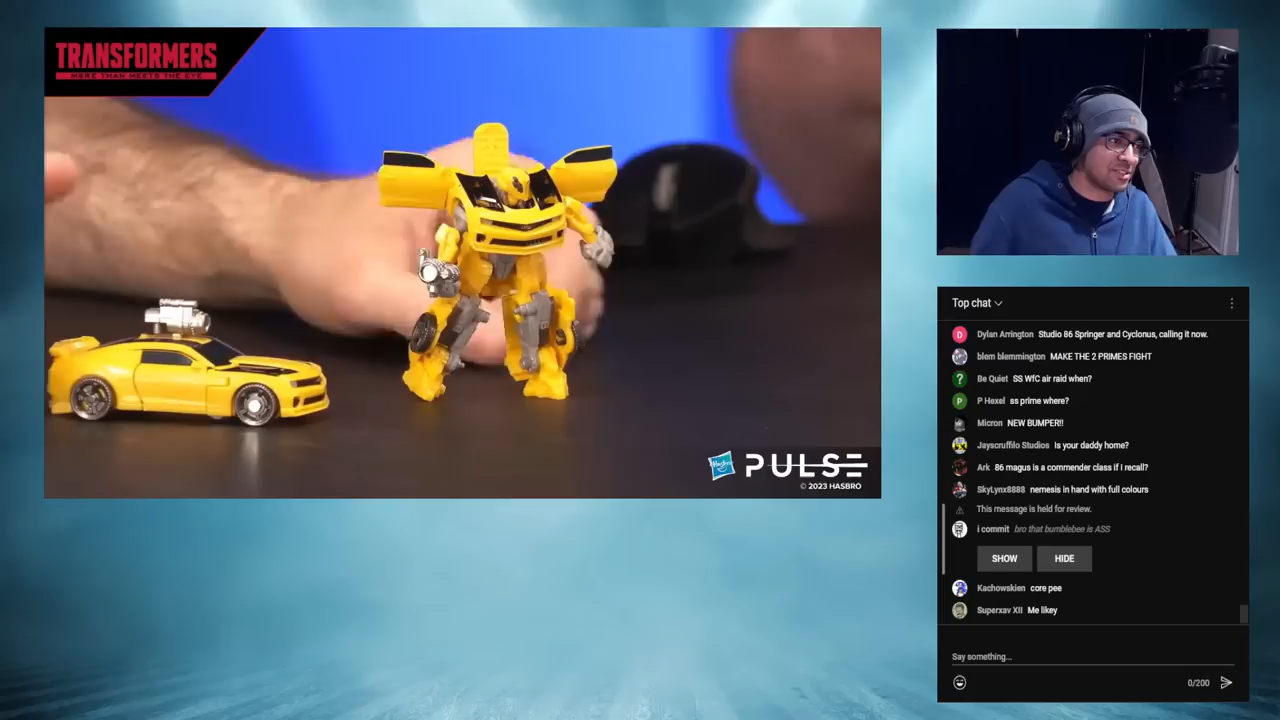 TRANSFORMERS
MORE THAN MEETS THE EYE
Hasbro
PULSE
© 2023 HASBRO
Top chat
D Dylan Arrington Studio 86 Springer and Cyclonus, calling it now.
blem blemmington MAKE THE 2 PRIMES FIGHT
? Be Quiet SS WfC air raid when?
P P Hexel ss prime where?
Micron NEW BUMPER!!
Jayscruffilo Studios Is your daddy home?
Ark 86 magus is a commender class if I recall?
SkyLynx8888 nemesis in hand with full colours
This message is held for review.
i commit bro that bumblebee is ASS
SHOW HIDE
Kachowskien core pee
Superxav XII Me likey
Say something...
0/200